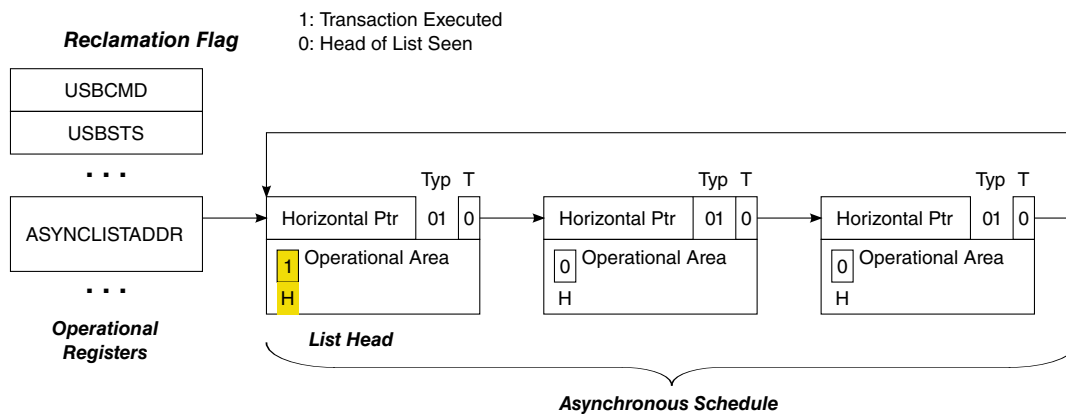 1: Transaction Executed
Reclamation Flag
0: Head of List Seen
USBCMD
USBSTS
. . .
Typ T
Typ T
Typ T
ASYNCLISTADDR
Horizontal Ptr 01 0
Horizontal Ptr 01 0
Horizontal Ptr 01 0
1 Operational Area
0 Operational Area
0 Operational Area
. . .
H
H
H
Operational
Registers
List Head
Asynchronous Schedule